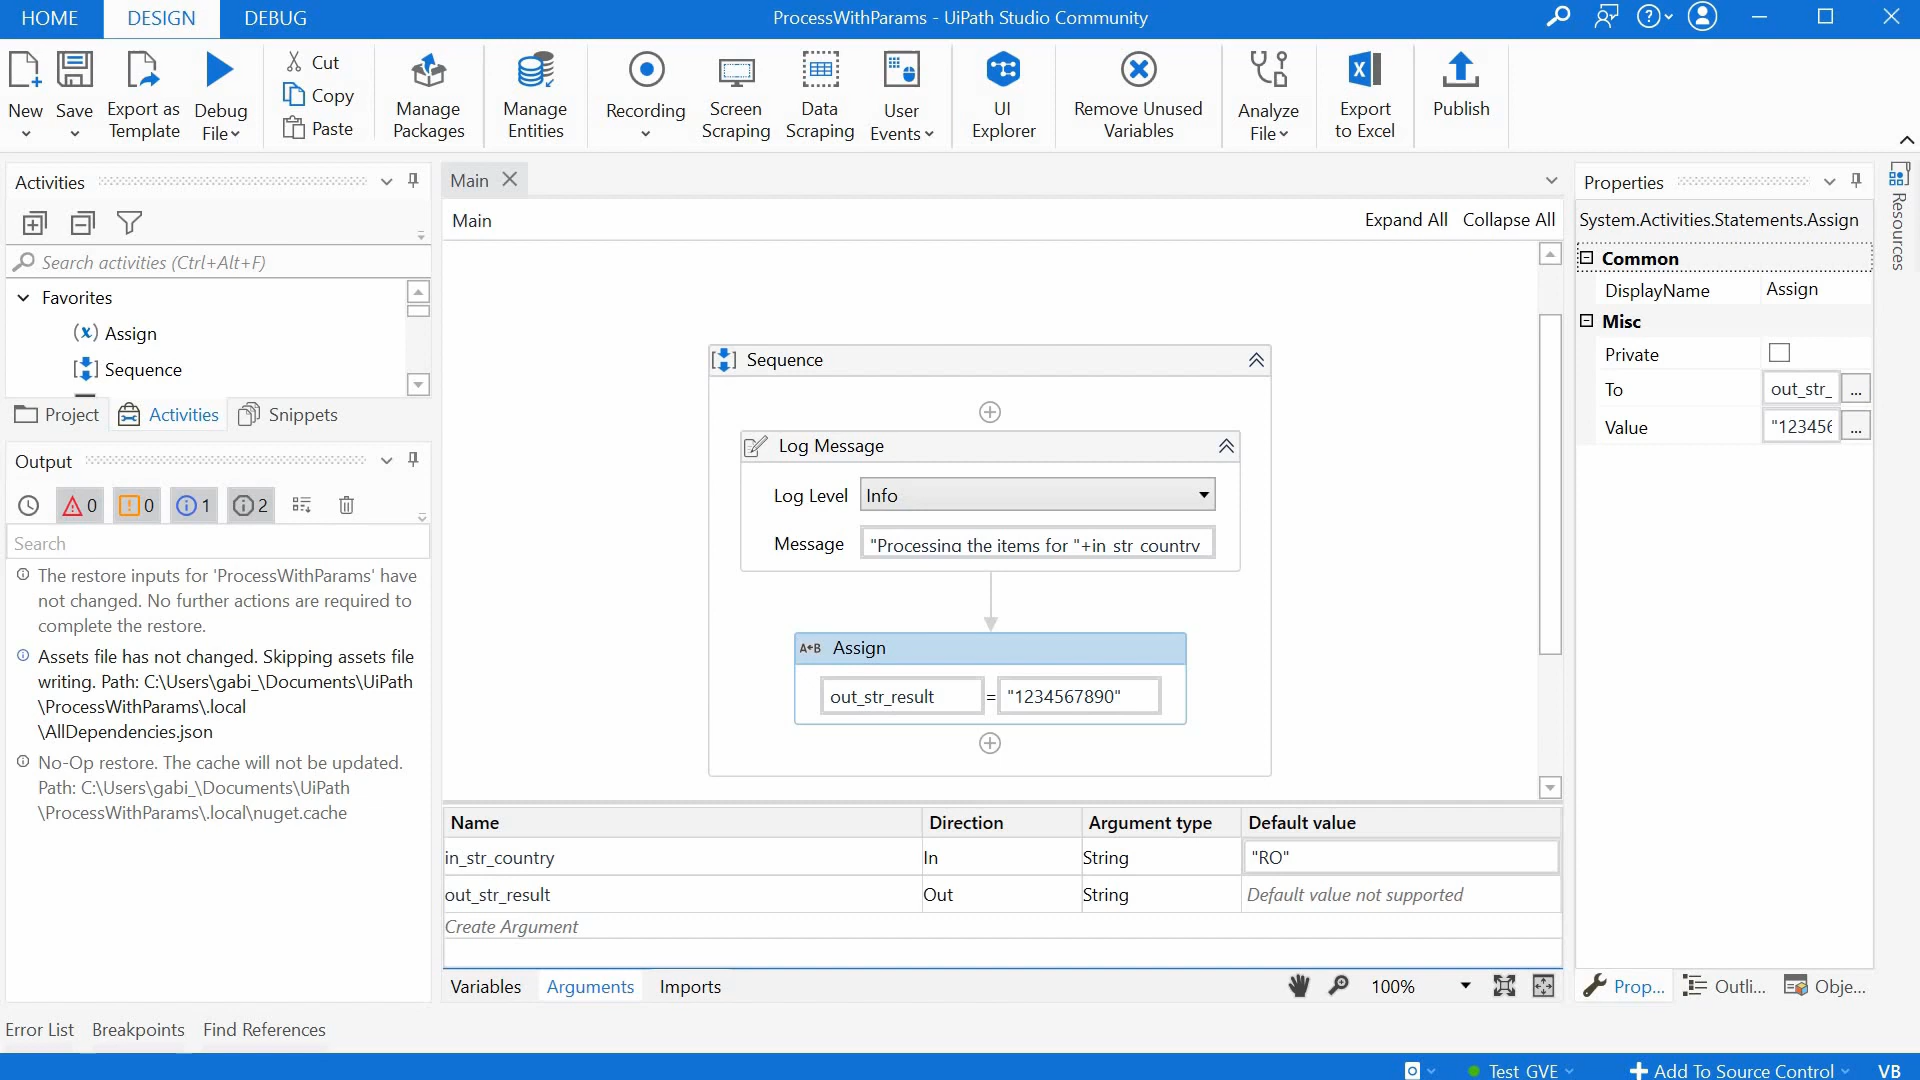 HOME DESIGN DEBUG
ProcessWithParams - UiPath Studio Community
New
Save
Export as
Template
Debug
File
Cut
Copy
Paste
Manage
Packages
Manage
Entities
Recording
Screen
Scraping
Data
Scraping
User
Events
UI
Explorer
Remove Unused
Variables
Analyze
File
Export
to Excel
Publish
Activities
Search activities (Ctrl+Alt+F)
Favorites
Assign
Sequence
Project Activities Snippets
Output
0 0 1 2
Search
The restore inputs for 'ProcessWithParams' have
not changed. No further actions are required to
complete the restore.
Assets file has not changed. Skipping assets file
writing. Path: C:\Users\gabi_\Documents\UiPath
\ProcessWithParams\.local
\AllDependencies.json
No-Op restore. The cache will not be updated.
Path: C:\Users\gabi_\Documents\UiPath
\ProcessWithParams\.local\nuget.cache
Main
Main
Expand All Collapse All
Sequence
Log Message
Log Level Info
Message "Processing the items for "+in_str_country
A+B Assign
out_str_result = "1234567890"
Name Direction Argument type Default value
in_str_country In String "RO"
out_str_result Out String Default value not supported
Create Argument
Variables Arguments Imports
100%
Properties
System.Activities.Statements.Assign
Common
DisplayName Assign
Misc
Private
To out_str_ ...
Value "123456 ...
Prop... Outli... Obje...
Resources
Error List Breakpoints Find References
Test GVE Add To Source Control VB